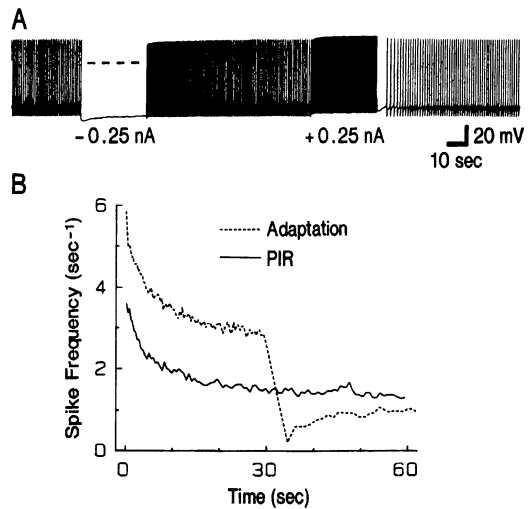 A
−0.25 nA
+0.25 nA
20 mV
10 sec
B
Spike Frequency (sec⁻¹)
6
4
2
0
Adaptation
PIR
0
30
60
Time (sec)